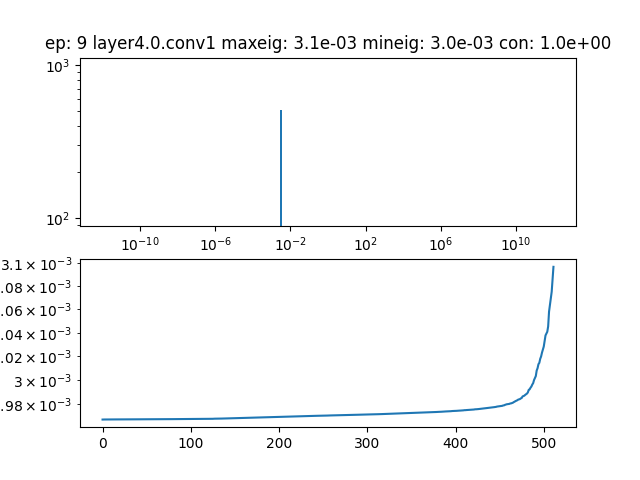 ep: 9 layer4.0.conv1 maxeig: 3.1e-03 mineig: 3.0e-03 con: 1.0e+00
10³
10²
10⁻¹⁰ 10⁻⁶ 10⁻² 10² 10⁶ 10¹⁰
3.1 × 10⁻³
.08 × 10⁻³
.06 × 10⁻³
.04 × 10⁻³
.02 × 10⁻³
3 × 10⁻³
.98 × 10⁻³
0 100 200 300 400 500